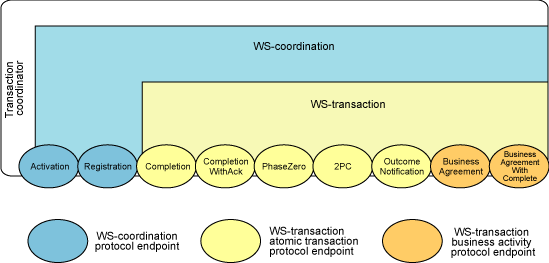 Transaction
coordinator
WS-coordination
WS-transaction
Activation
Registration
Completion
Completion
WithAck
PhaseZero
2PC
Outcome
Notification
Business
Agreement
Business
Agreement
With
Complete
WS-coordination
protocol endpoint
WS-transaction
atomic transaction
protocol endpoint
WS-transaction
business activity
protocol endpoint